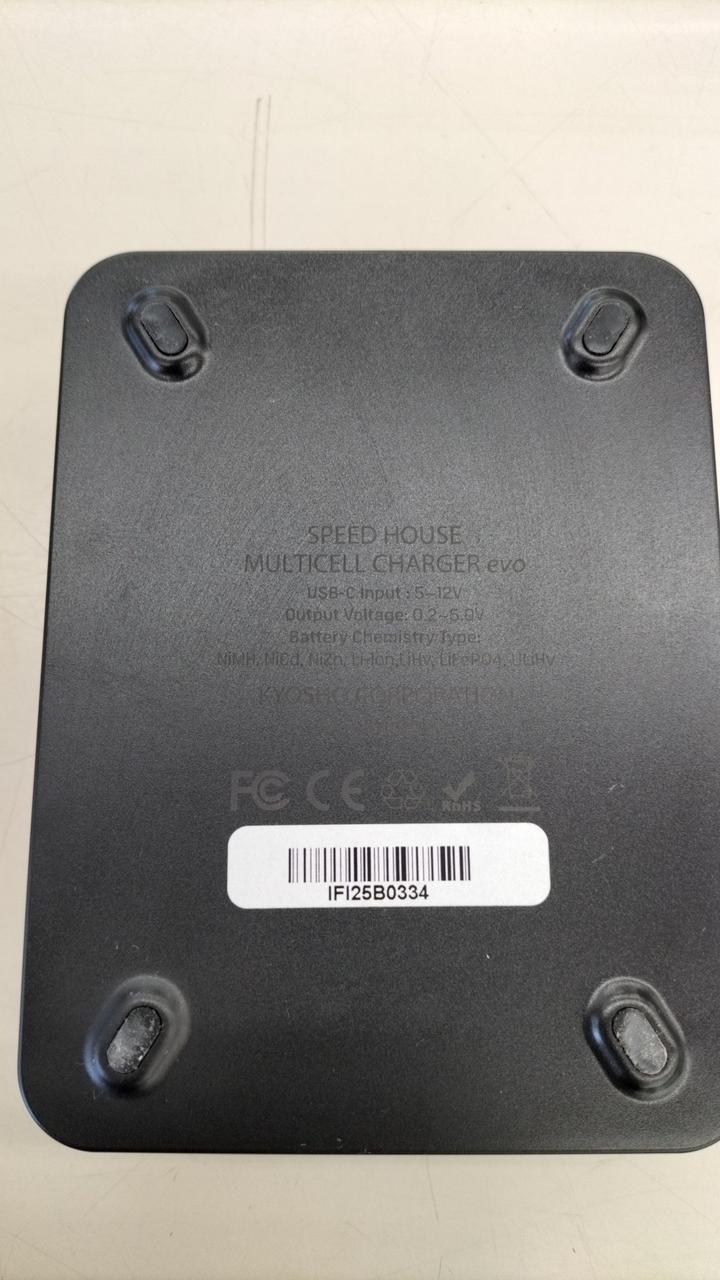 SPEED HOUSE
MULTICELL CHARGER evo
USB-C Input : 5~12V
Output Voltage: 0.2~5.0V
Battery Chemistry Type:
NiMH, NiCd, NiZn, Li-Ion,LiHv, LiFePO4, ULiHv
KYOSHO CORPORATION
FC CE RoHS
IFI25B0334